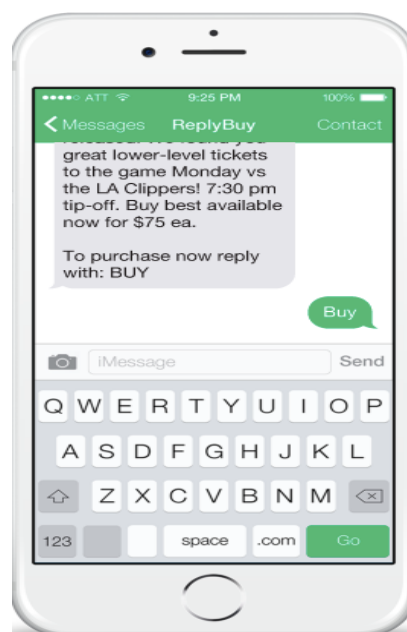 ATT 9:25 PM 100%
Messages ReplyBuy Contact
great lower-level tickets
to the game Monday vs
the LA Clippers! 7:30 pm
tip-off. Buy best available
now for $75 ea.
To purchase now reply
with: BUY
Buy
iMessage Send
Q W E R T Y U I O P
A S D F G H J K L
Z X C V B N M
123 space .com Go